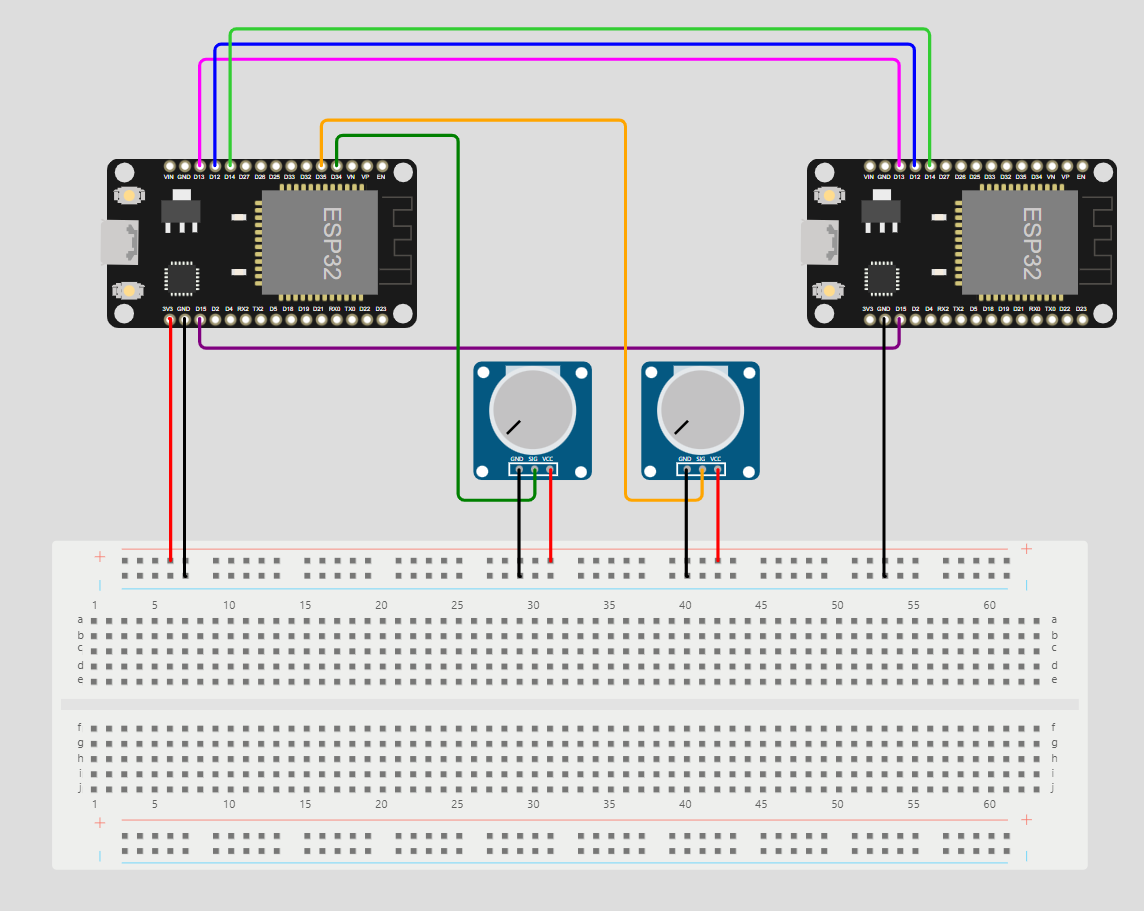 VIN GND D13 D12 D14 D27 D26 D25 D33 D32 D35 D34 VN VP EN
VIN GND D13 D12 D14 D27 D26 D25 D33 D32 D35 D34 VN VP EN
ESP32
ESP32
3V3 GND D15 D2 D4 RX2 TX2 D5 D18 D19 D21 RX0 TX0 D22 D23
3V3 GND D15 D2 D4 RX2 TX2 D5 D18 D19 D21 RX0 TX0 D22 D23
GND SIG VCC
GND SIG VCC
+ +
| |
1 5 10 15 20 25 30 35 40 45 50 55 60
a a
b b
c c
d d
e e
f f
g g
h h
i i
j j
1 5 10 15 20 25 30 35 40 45 50 55 60
+ +
| |